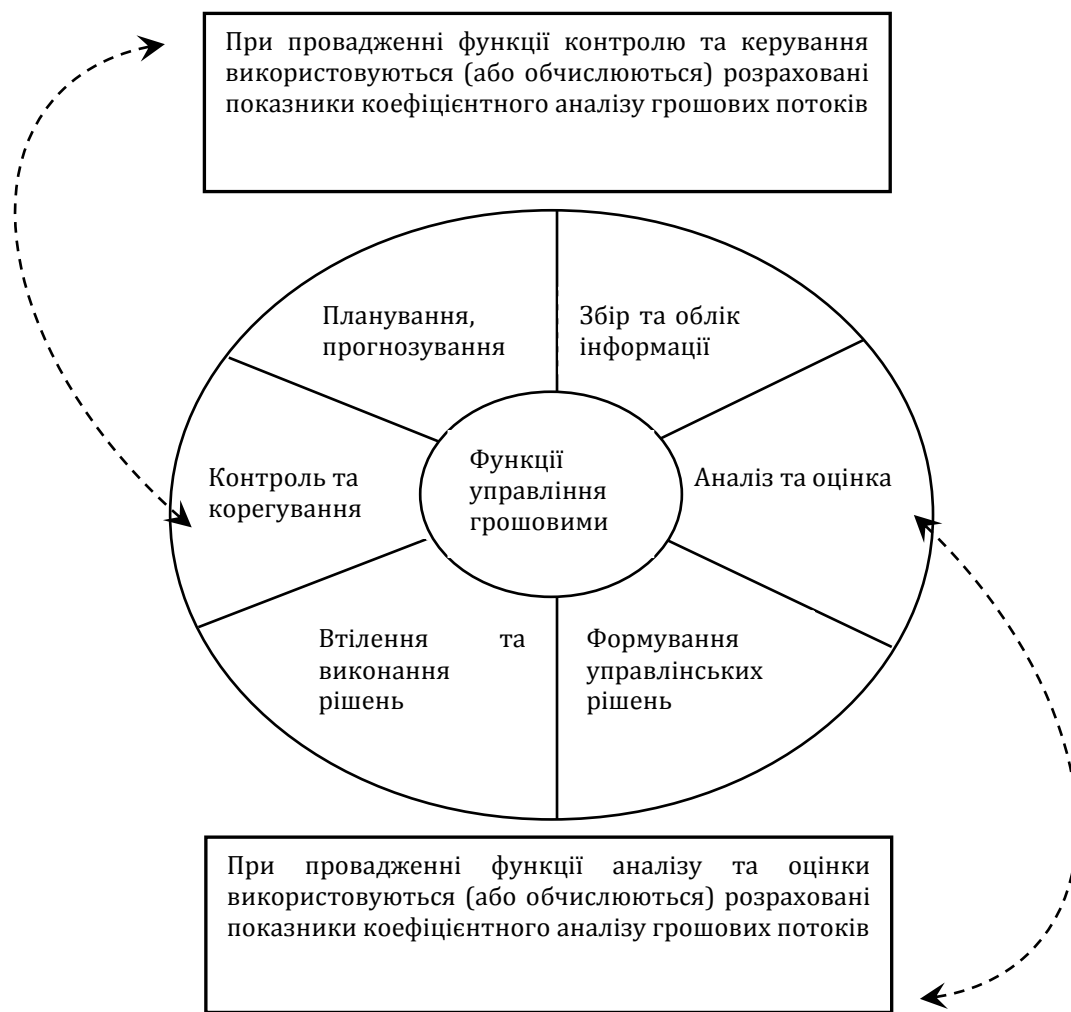 При провадженні функції контролю та керування
використовуються (або обчислюються) розраховані
показники коефіцієнтного аналізу грошових потоків
Планування,
прогнозування
Збір та облік
інформації
Контроль та
корегування
Функції
управління
грошовими
Аналіз та оцінка
Втілення та
виконання
рішень
Формування
управлінських
рішень
При провадженні функції аналізу та оцінки
використовуються (або обчислюються) розраховані
показники коефіцієнтного аналізу грошових потоків